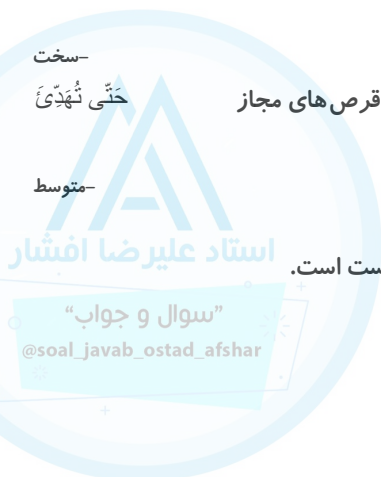 –سخت
قرص‌های مجاز حَتّی تُهَدِّئَ
–متوسط
استاد علیرضا افشار
ست است.
”سوال و جواب“
@soal_javab_ostad_afshar